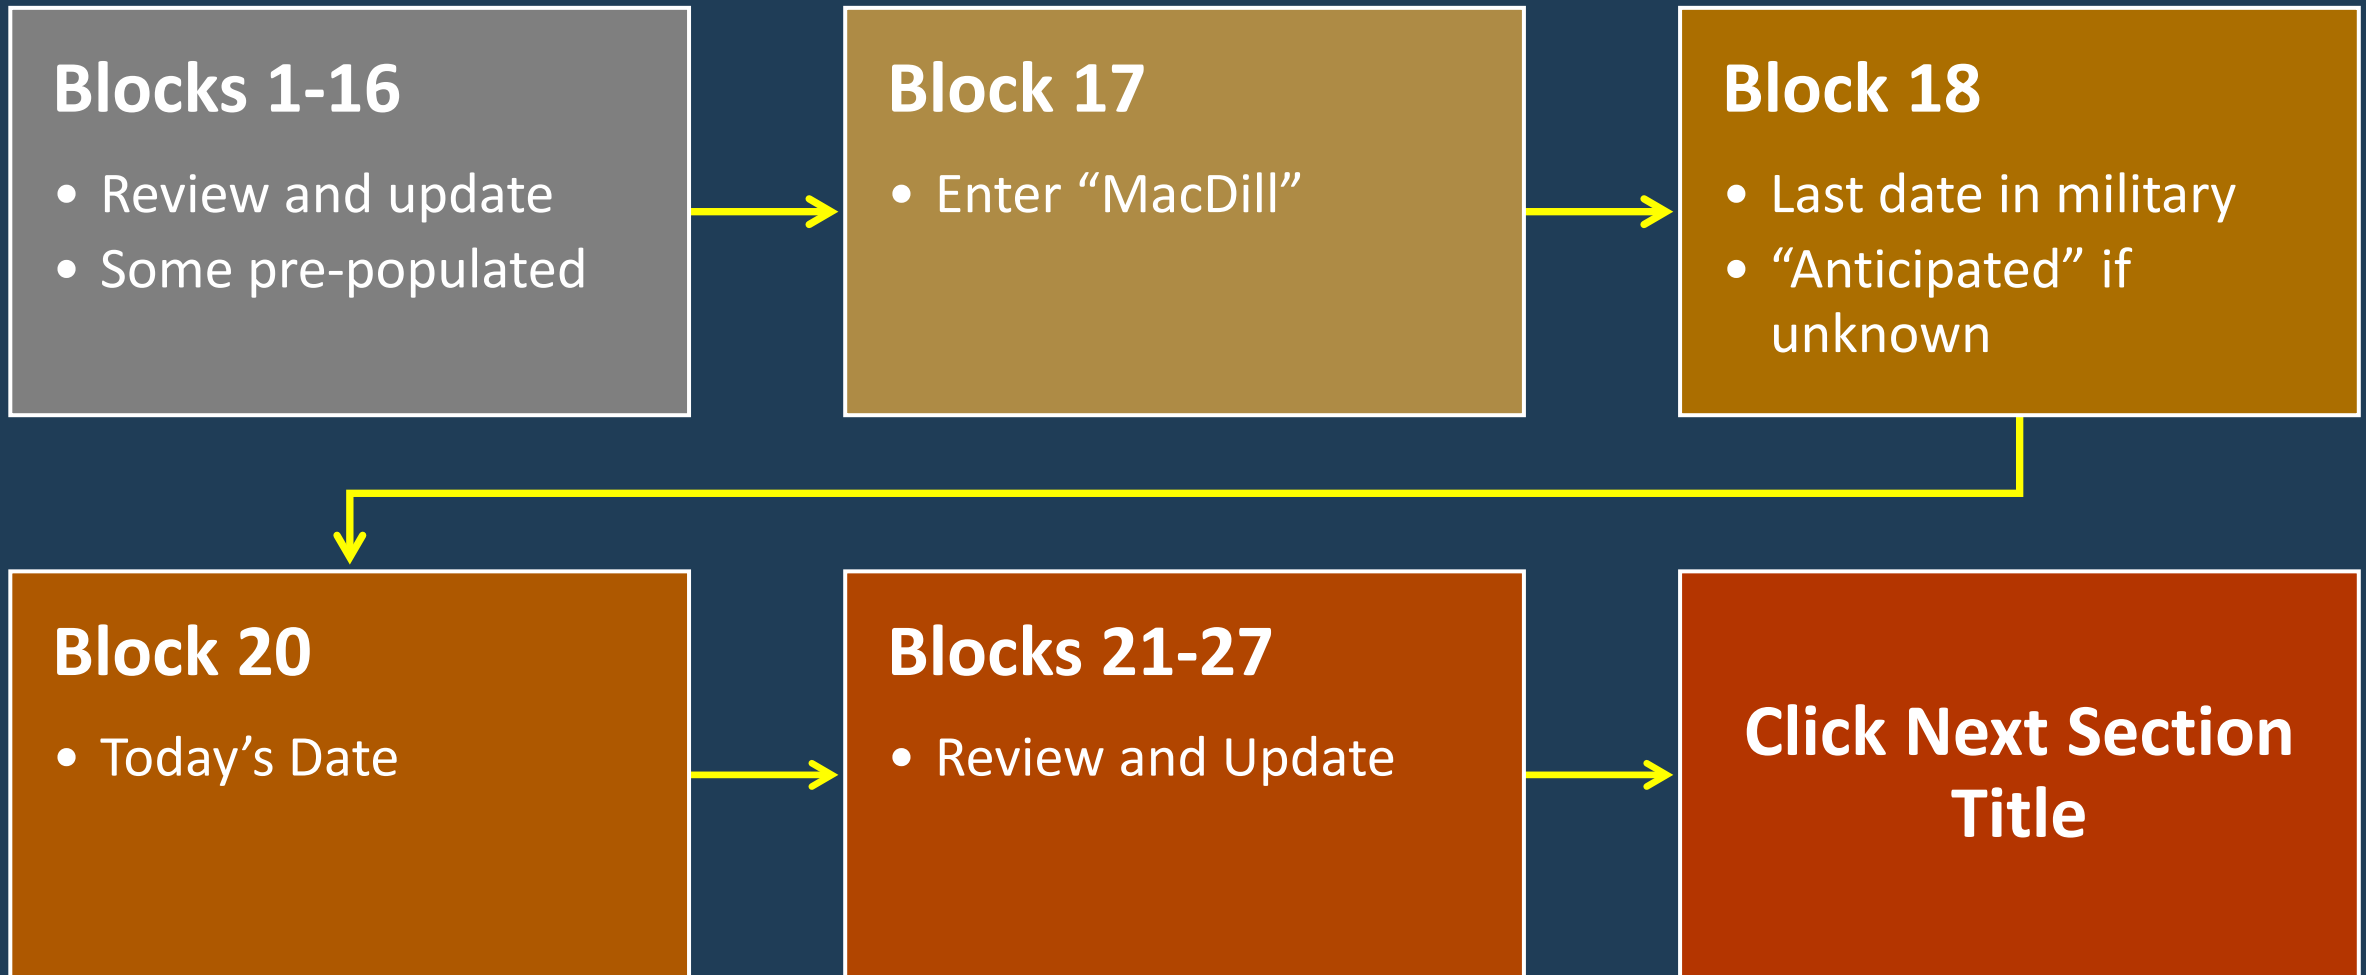 Blocks 1-16
• Review and update
• Some pre-populated
Block 17
• Enter “MacDill”
Block 18
• Last date in military
• “Anticipated” if
unknown
Block 20
• Today’s Date
Blocks 21-27
• Review and Update
Click Next Section
Title